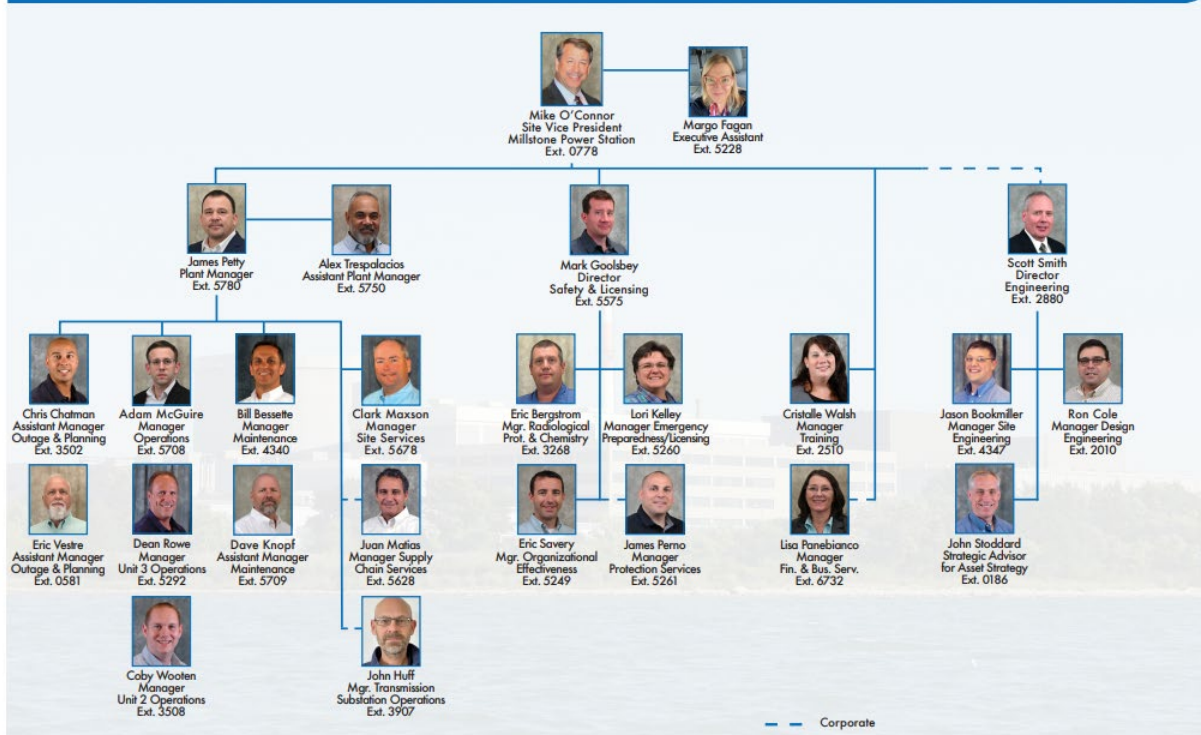 Mike O'Connor
Site Vice President
Millstone Power Station
Ext. 0778
Margo Fagan
Executive Assistant
Ext. 5228
James Petty
Plant Manager
Ext. 5780
Alex Trespalacios
Assistant Plant Manager
Ext. 5750
Mark Goolsbey
Director
Safety & Licensing
Ext. 5575
Scott Smith
Director
Engineering
Ext. 2880
Chris Chatman
Assistant Manager
Outage & Planning
Ext. 3502
Adam McGuire
Manager
Operations
Ext. 5708
Bill Bessette
Manager
Maintenance
Ext. 4340
Clark Maxson
Manager
Site Services
Ext. 5678
Eric Bergstrom
Mgr. Radiological
Prot. & Chemistry
Ext. 3268
Lori Kelley
Manager Emergency
Preparedness/Licensing
Ext. 5260
Cristalle Walsh
Manager
Training
Ext. 2510
Jason Bookmiller
Manager Site
Engineering
Ext. 4347
Ron Cole
Manager Design
Engineering
Ext. 2010
Eric Vestre
Assistant Manager
Outage & Planning
Ext. 0581
Dean Rowe
Manager
Unit 3 Operations
Ext. 5292
Dave Knopf
Assistant Manager
Maintenance
Ext. 5709
Juan Matias
Manager Supply
Chain Services
Ext. 5628
Eric Savery
Mgr. Organizational
Effectiveness
Ext. 5249
James Perno
Manager
Protection Services
Ext. 5261
Lisa Panebianco
Manager
Fin. & Bus. Serv.
Ext. 6732
John Stoddard
Strategic Advisor
for Asset Strategy
Ext. 0186
Coby Wooten
Manager
Unit 2 Operations
Ext. 3508
John Huff
Mgr. Transmission
Substation Operations
Ext. 3907
Corporate